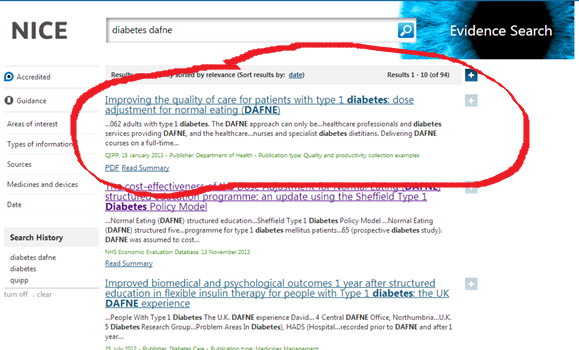 NICE
diabetes dafne
Evidence Search
Accredited
Guidance
Areas of interest
Types of information
Sources
Medicines and devices
Date
Search History
diabetes dafne
diabetes
quipp
turn off . clear
Results sorted by relevance (Sort results by: date)
Results 1 - 10 (of 94)
Improving the quality of care for patients with type 1 diabetes: dose
adjustment for normal eating (DAFNE)
...062 adults with type 1 diabetes. The DAFNE approach can only be...healthcare professionals and diabetes
services providing DAFNE, and the healthcare...nurses and specialist diabetes dietitians. Delivering DAFNE
courses on a full-time...
QIPP, 15 January 2013 - Publisher: Department of Health - Publication type: Quality and productivity collection examples
PDF Read Summary
The cost-effectiveness of the Dose Adjustment for Normal Eating (DAFNE)
structured education programme: an update using the Sheffield Type 1
Diabetes Policy Model
...Normal Eating (DAFNE) structured education...Sheffield Type 1 Diabetes Policy Model ...Normal Eating
(DAFNE) structured five...programme for type 1 diabetes mellitus patients...65 (prospective diabetes study).
DAFNE was assumed to cost...
NHS Economic Evaluation Database, 13 November 2013
Read Summary
Improved biomedical and psychological outcomes 1 year after structured
education in flexible insulin therapy for people with Type 1 diabetes: the UK
DAFNE experience
...People With Type 1 Diabetes The U.K. DAFNE experience David... 4 Central DAFNE Office, Northumbria...U.K.
5 Diabetes Research Group...Problem Areas In Diabetes), HADS (Hospital...recorded prior to DAFNE and after 1
year...
25 July 2012 - Publisher: Diabetes Care - Publication type: Medicines Management